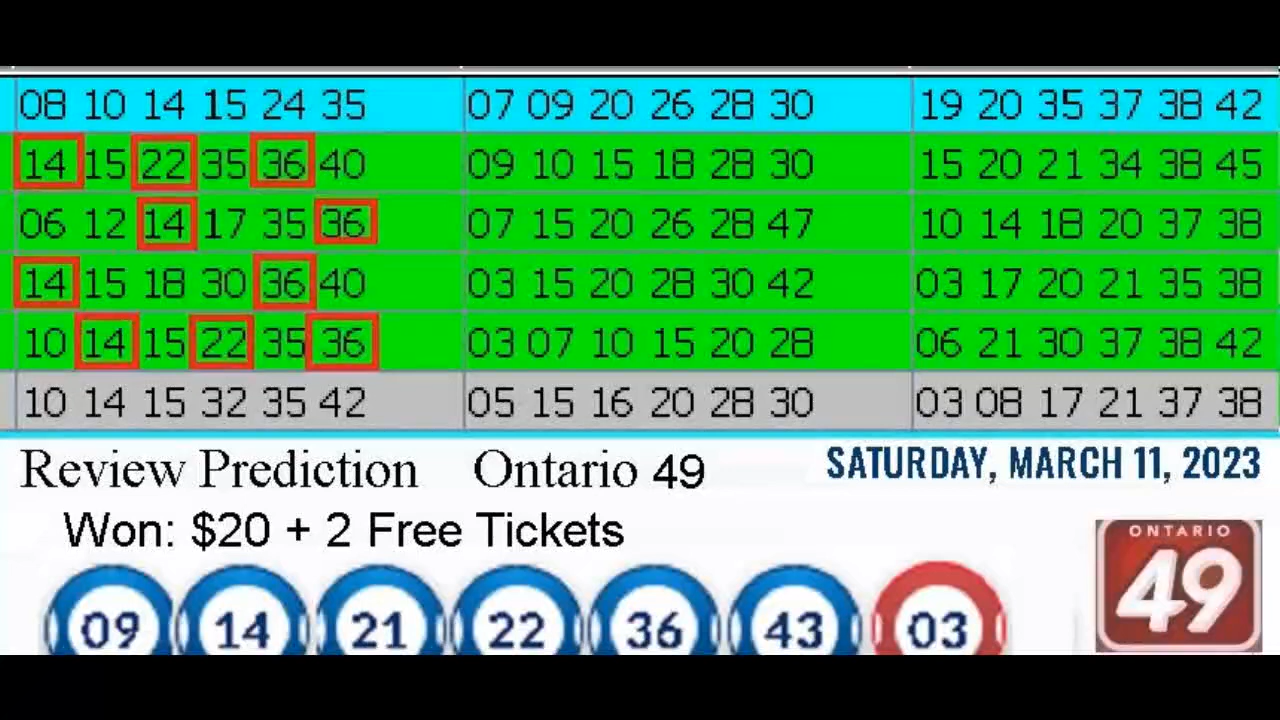 08 10 14 15 24 35 07 09 20 26 28 30 19 20 35 37 38 42
14 15 22 35 36 40 09 10 15 18 28 30 15 20 21 34 38 45
06 12 14 17 35 36 07 15 20 26 28 47 10 14 18 20 37 38
14 15 18 30 36 40 03 15 20 28 30 42 03 17 20 21 35 38
10 14 15 22 35 36 03 07 10 15 20 28 06 21 30 37 38 42
10 14 15 32 35 42 05 15 16 20 28 30 03 08 17 21 37 38
Review Prediction Ontario 49 SATURDAY, MARCH 11, 2023
Won: $20 + 2 Free Tickets
ONTARIO
49
09 14 21 22 36 43 03